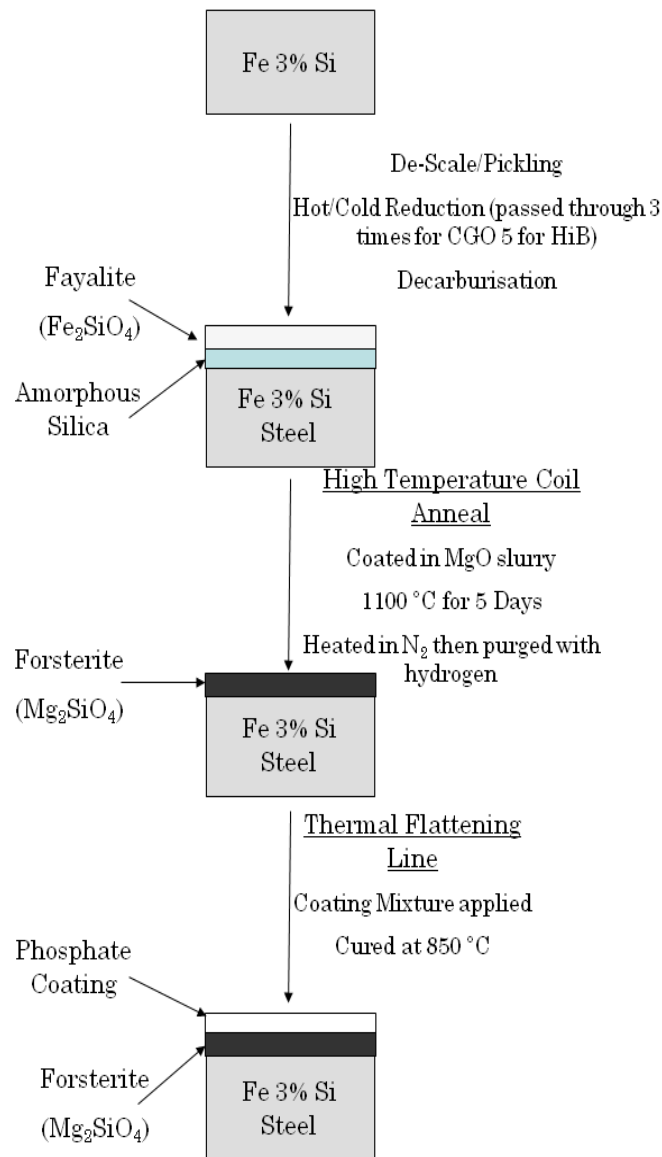 Fe 3% Si
De-Scale/Pickling
Hot/Cold Reduction (passed through 3
times for CGO 5 for HiB)
Decarburisation
Fayalite
(Fe₂SiO₄)
Amorphous
Silica
Fe 3% Si
Steel
High Temperature Coil
Anneal
Coated in MgO slurry
1100 °C for 5 Days
Heated in N₂ then purged with
hydrogen
Forsterite
(Mg₂SiO₄)
Fe 3% Si
Steel
Thermal Flattening
Line
Coating Mixture applied
Cured at 850 °C
Phosphate
Coating
Forsterite
(Mg₂SiO₄)
Fe 3% Si
Steel